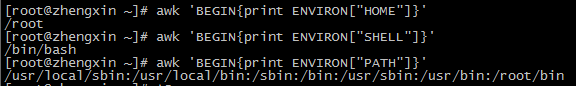 [root@zhengxin ~]# awk 'BEGIN{print ENVIRON["HOME"]}'
/root
[root@zhengxin ~]# awk 'BEGIN{print ENVIRON["SHELL"]}'
/bin/bash
[root@zhengxin ~]# awk 'BEGIN{print ENVIRON["PATH"]}'
/usr/local/sbin:/usr/local/bin:/sbin:/bin:/usr/sbin:/usr/bin:/root/bin